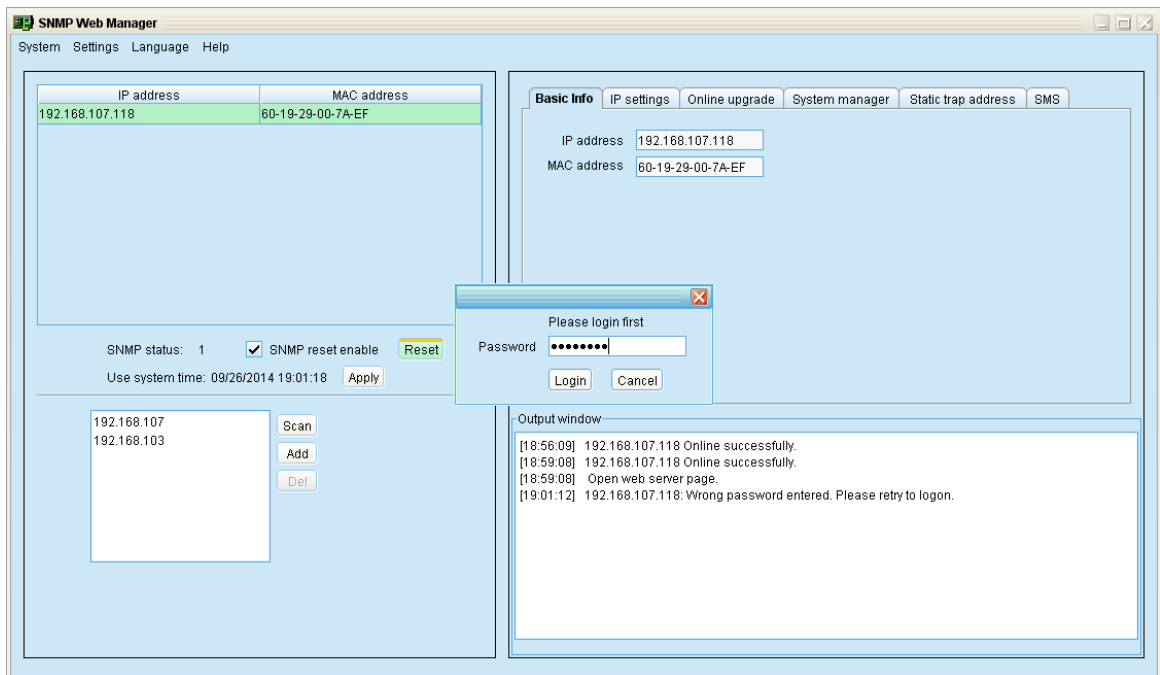 SNMP Web Manager
System Settings Language Help
IP address MAC address
192.168.107.118 60-19-29-00-7A-EF
SNMP status: 1 SNMP reset enable Reset
Use system time: 09/26/2014 19:01:18 Apply
192.168.107
192.168.103
Scan
Add
Del
Basic Info IP settings Online upgrade System manager Static trap address SMS
IP address 192.168.107.118
MAC address 60-19-29-00-7A-EF
Please login first
Password ••••••••
Login Cancel
Output window
[18:56:09] 192.168.107.118 Online successfully.
[18:59:08] 192.168.107.118 Online successfully.
[18:59:08] Open web server page.
[19:01:12] 192.168.107.118: Wrong password entered. Please retry to logon.